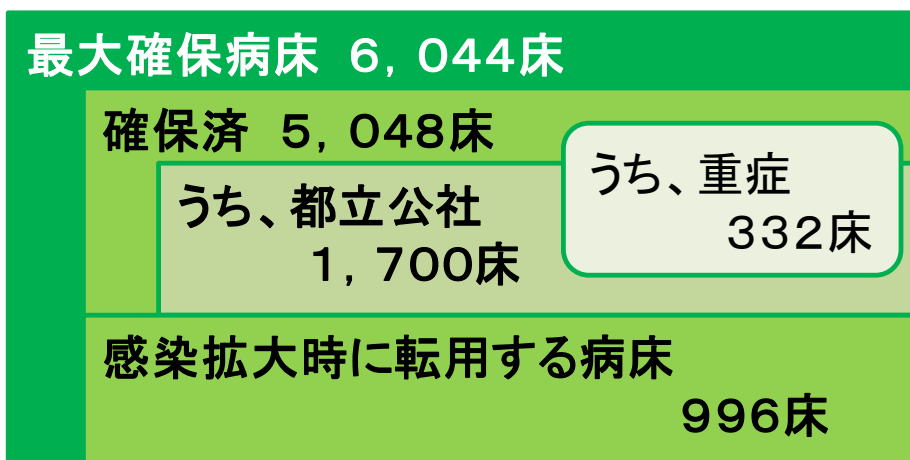 最大確保病床　６，０４４床
確保済　５，０４８床
うち、都立公社
１，７００床
うち、重症
３３２床
感染拡大時に転用する病床
９９６床